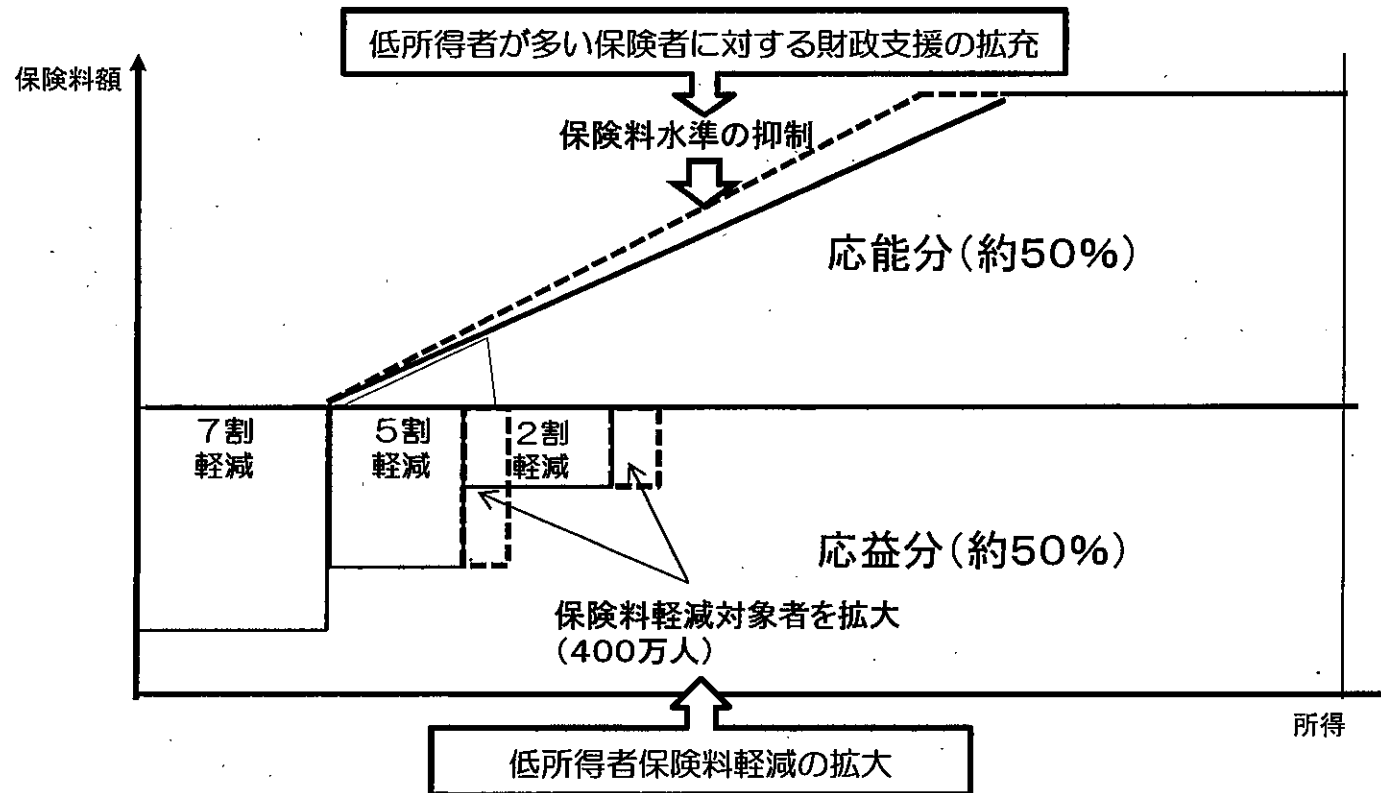 低所得者が多い保険者に対する財政支援の拡充
保険料額
保険料水準の抑制
応能分(約50%)
7割
軽減
5割
軽減
2割
軽減
応益分(約50%)
保険料軽減対象者を拡大
(400万人)
所得
低所得者保険料軽減の拡大